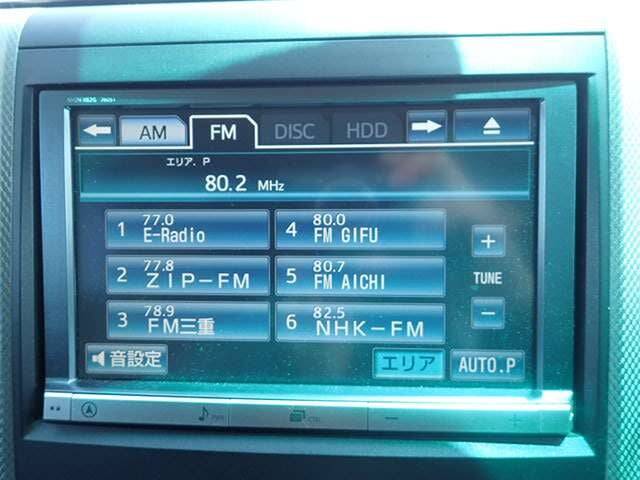 AM FM DISC HDD
エリア. P
80.2 MHz
1 77.0 E-Radio
2 77.8 ZIP-FM
3 78.9 FM三重
4 80.0 FM GIFU
5 80.7 FM AICHI
6 82.5 NHK-FM
+
TUNE
-
音設定
エリア
AUTO.P